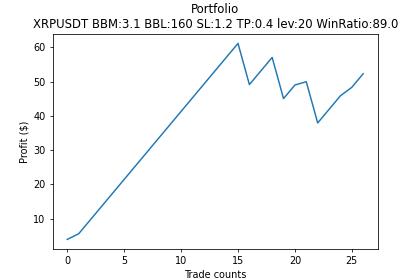 Portfolio
XRPUSDT BBM:3.1 BBL:160 SL:1.2 TP:0.4 lev:20 WinRatio:89.0
60
50
40
30
20
10
Profit ($)
0 5 10 15 20 25
Trade counts